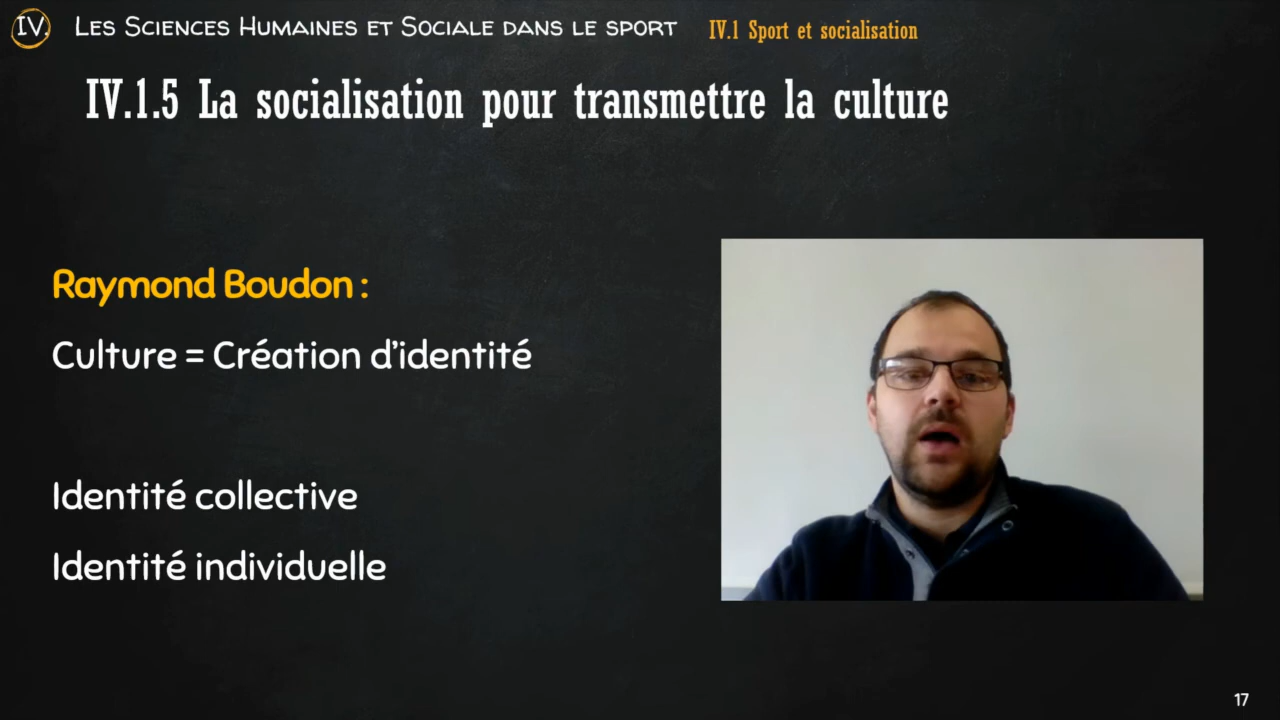 IV. Les Sciences Humaines et Sociale dans le sport IV.1 Sport et socialisation
IV.1.5 La socialisation pour transmettre la culture
Raymond Boudon :
Culture = Création d'identité
Identité collective
Identité individuelle
17